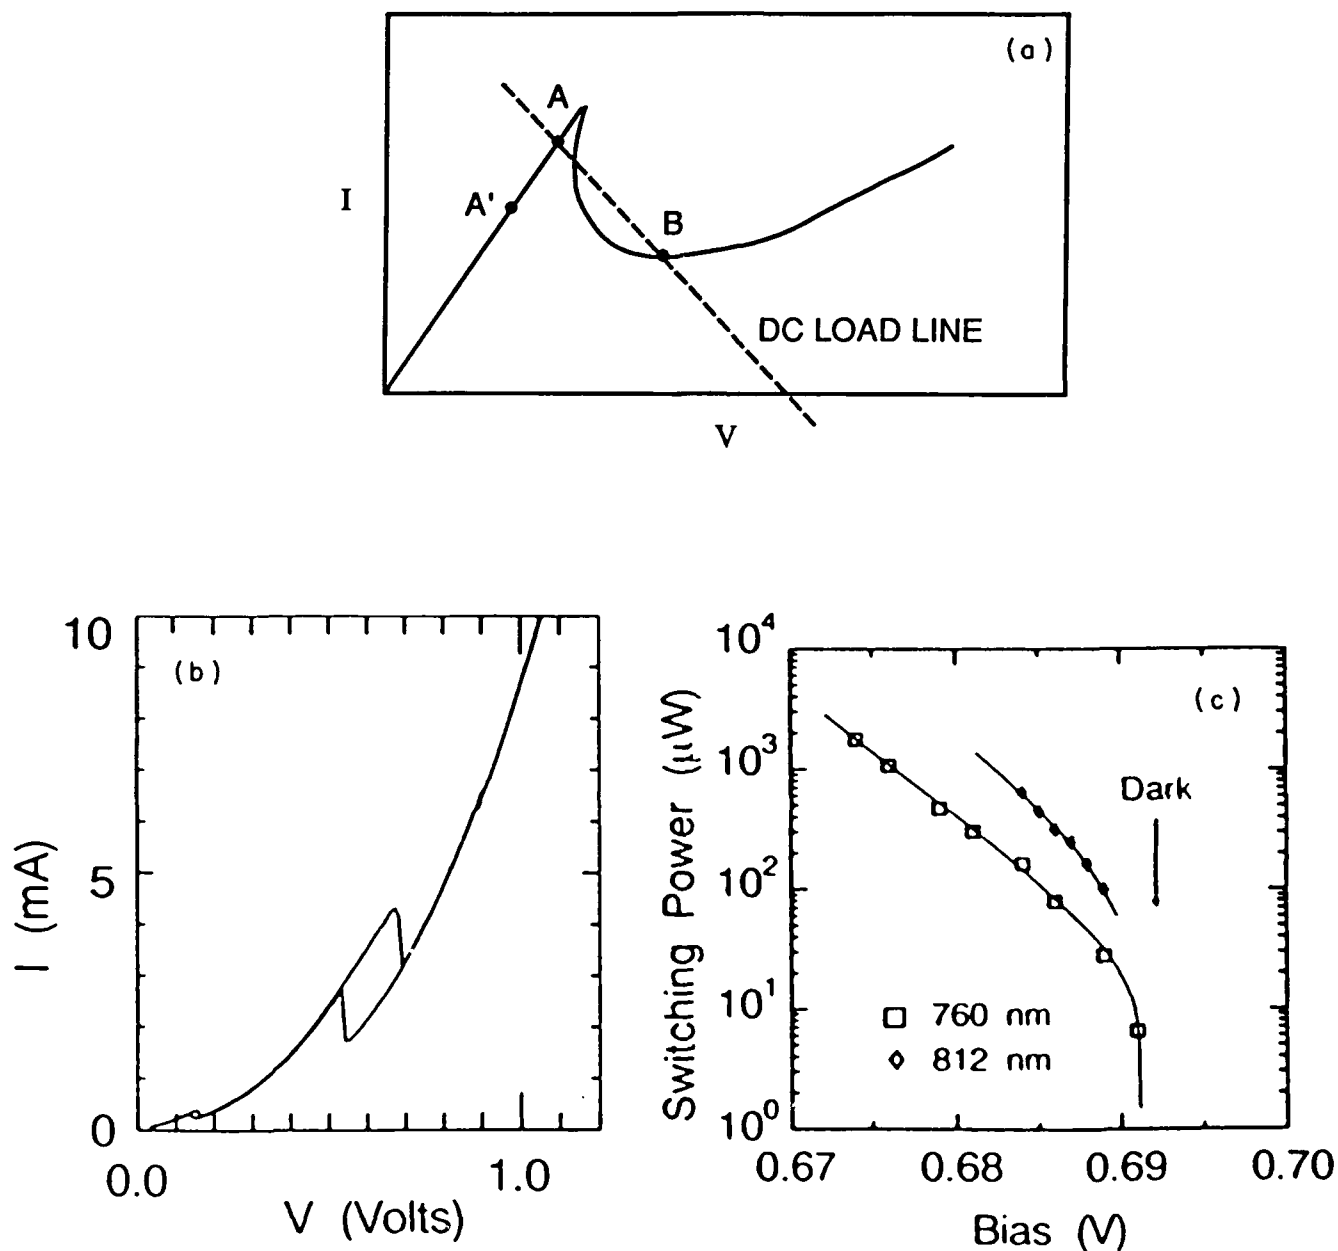 (a)
A
I
A'
B
DC LOAD LINE
V
(b)
10
5
0
I (mA)
0.0
1.0
V (Volts)
(c)
10^4
10^3
10^2
10^1
10^0
Switching Power (μW)
Dark
760 nm
812 nm
0.67
0.68
0.69
0.70
Bias (V)